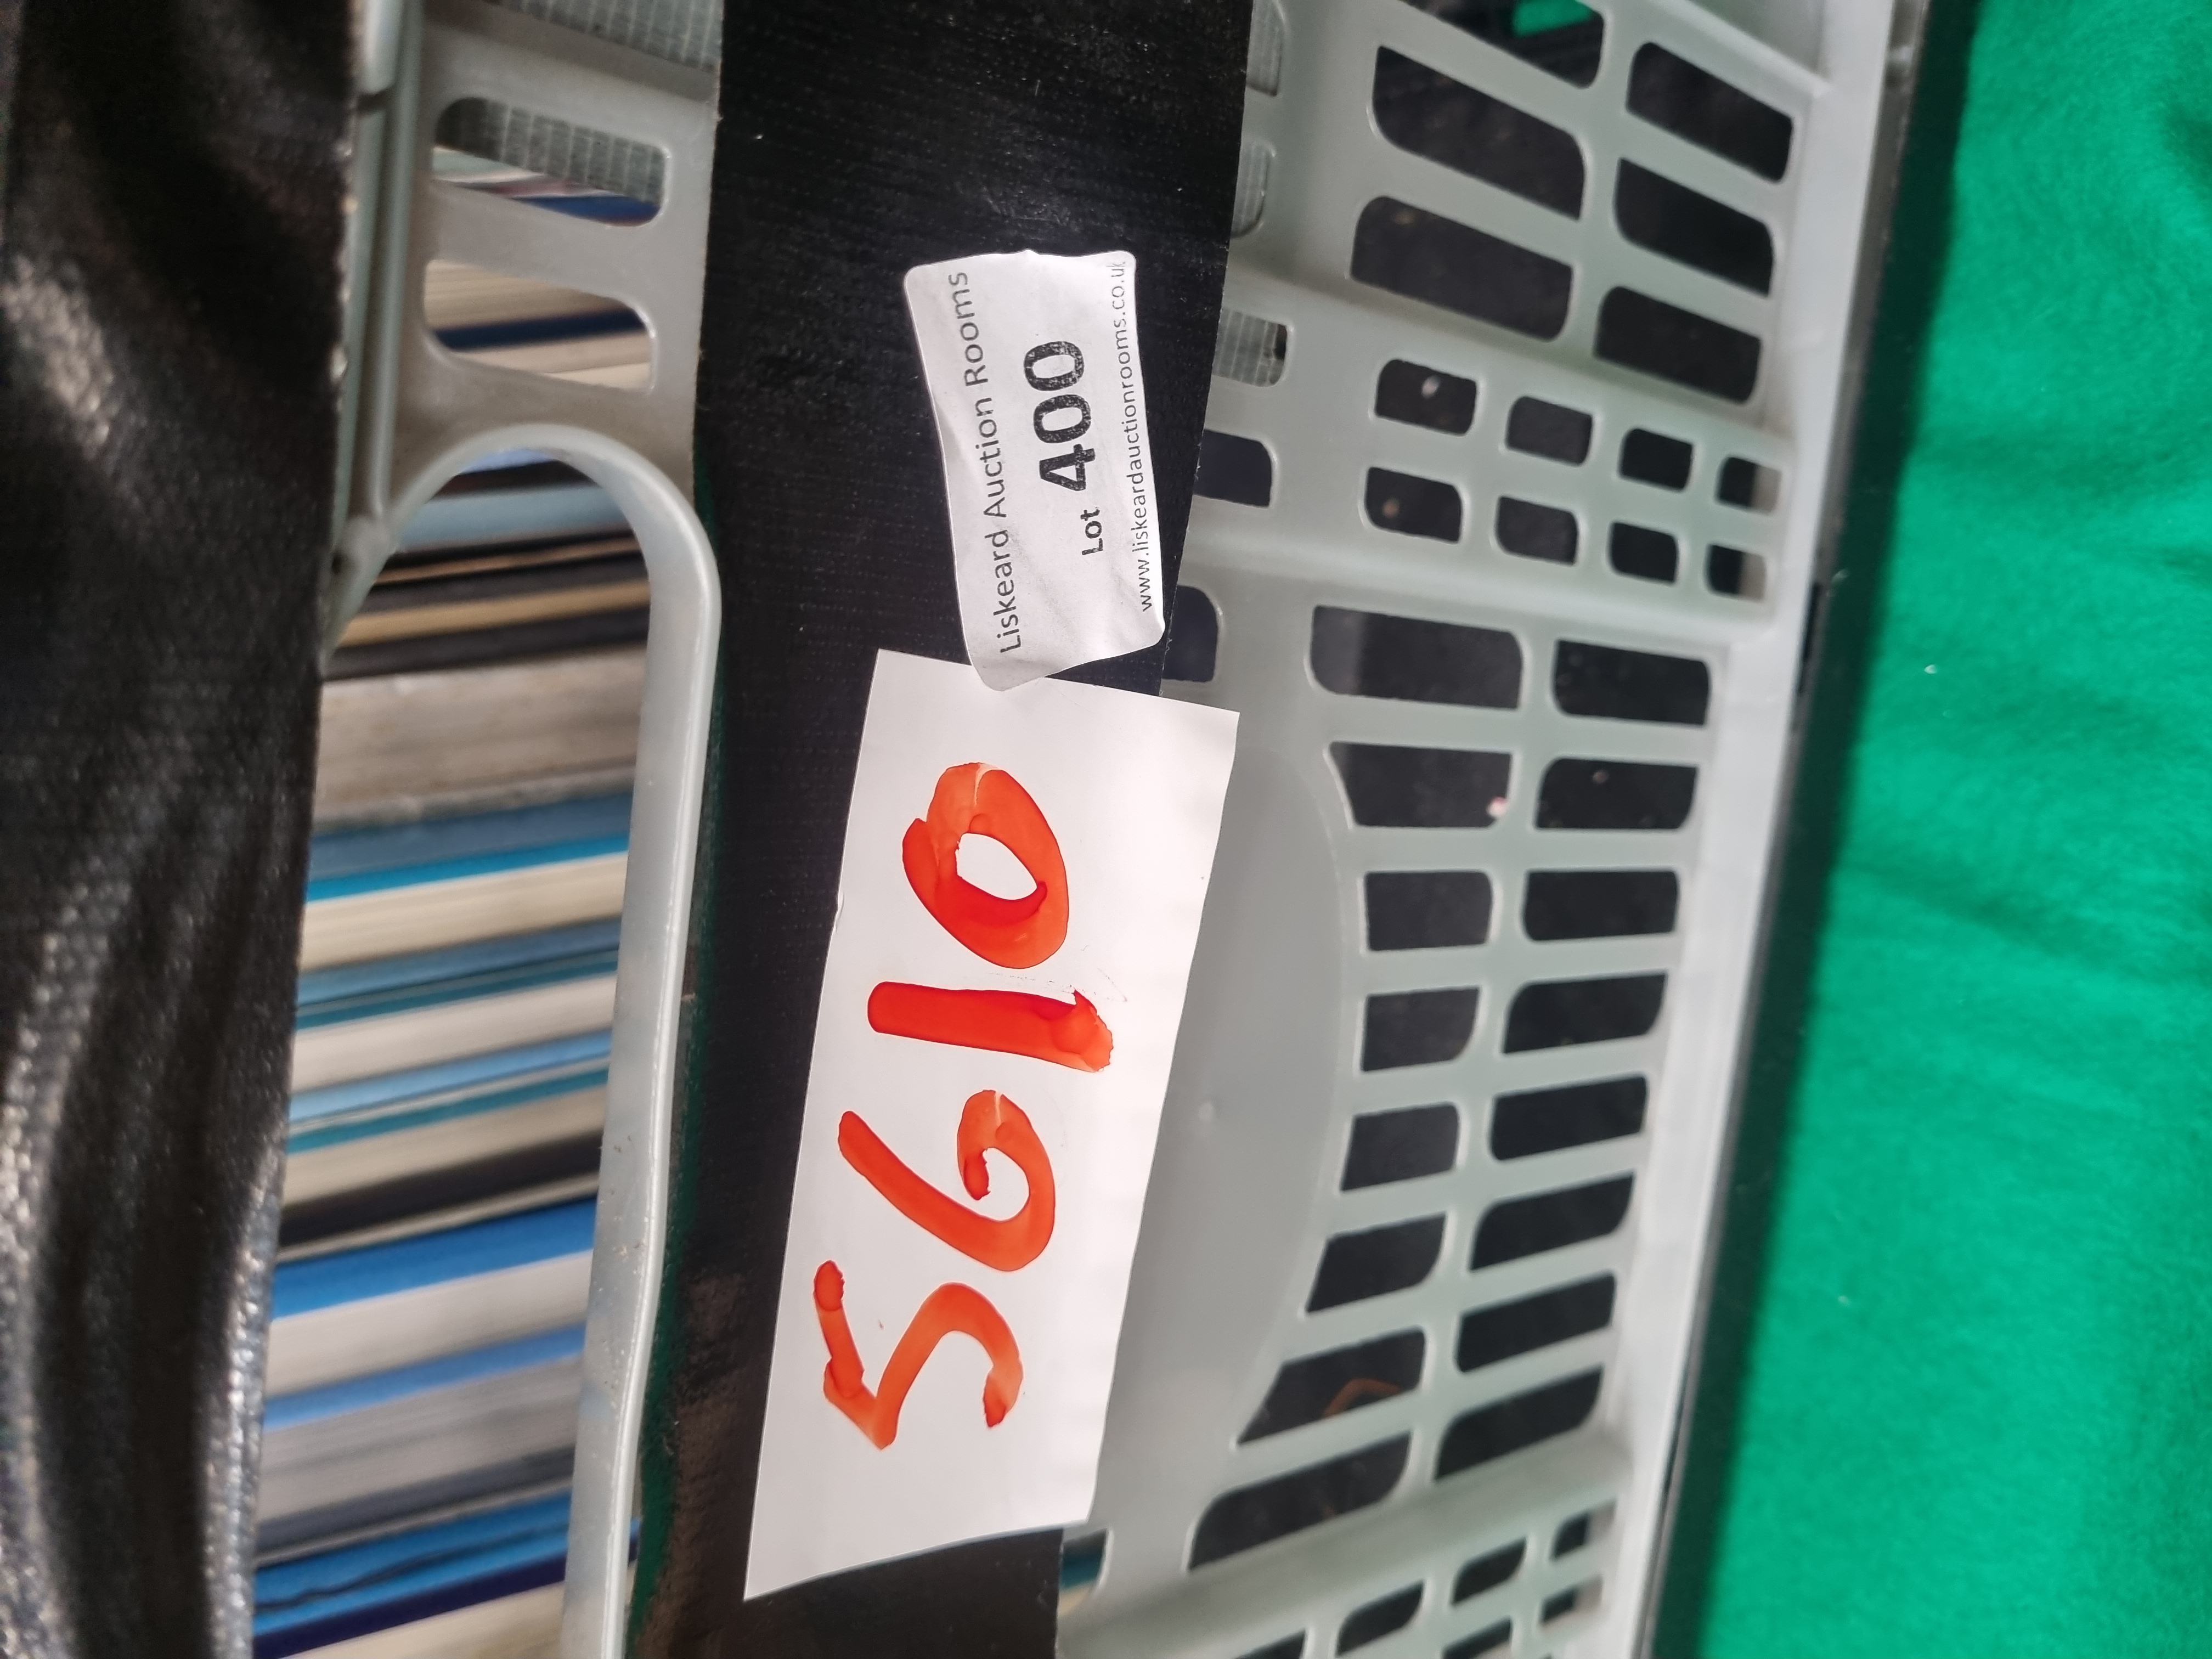 Liskeard Auction Rooms
Lot 400
www.liskeardauctionrooms.co.uk
5610